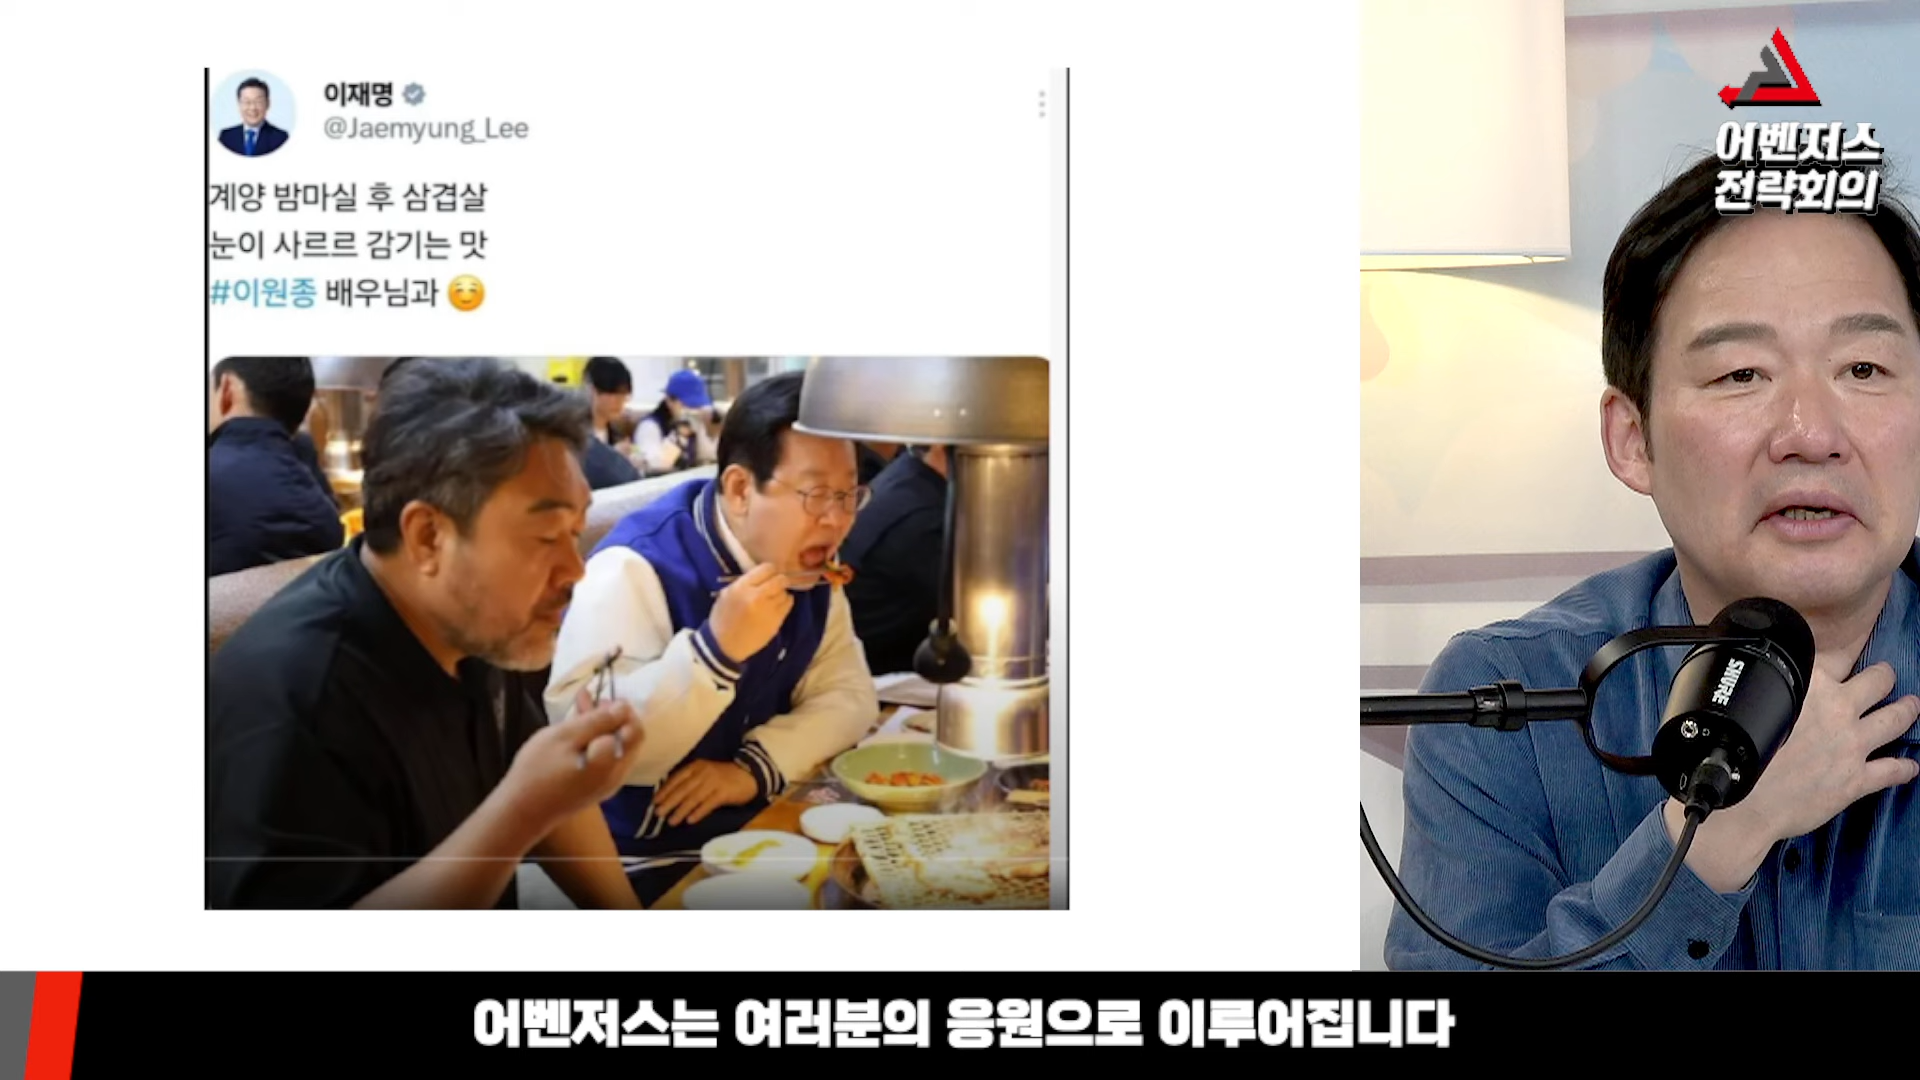 이재명
@Jaemyung_Lee
계양 밤마실 후 삼겹살
눈이 사르르 감기는 맛
#이원종 배우님과 ☺️
어벤저스
전략회의
SHURE
어벤저스는 여러분의 응원으로 이루어집니다